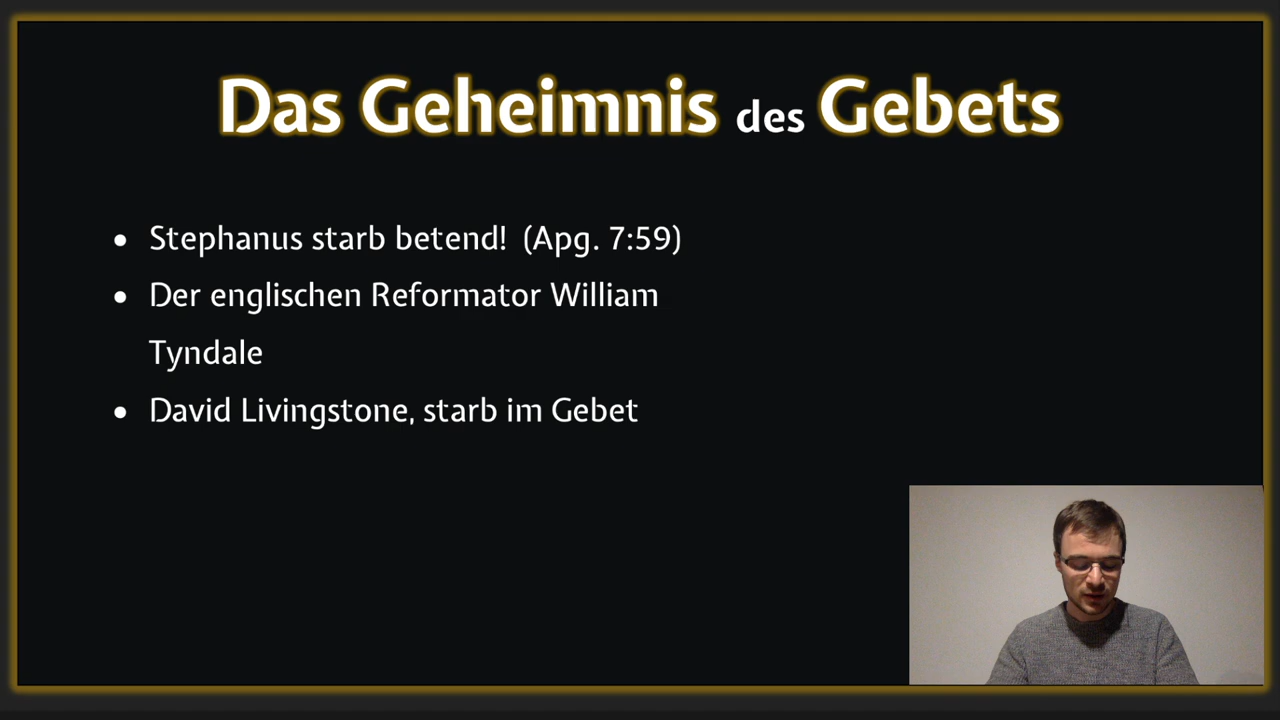 Das Geheimnis des Gebets
• Stephanus starb betend! (Apg. 7:59)
• Der englischen Reformator William
Tyndale
• David Livingstone, starb im Gebet